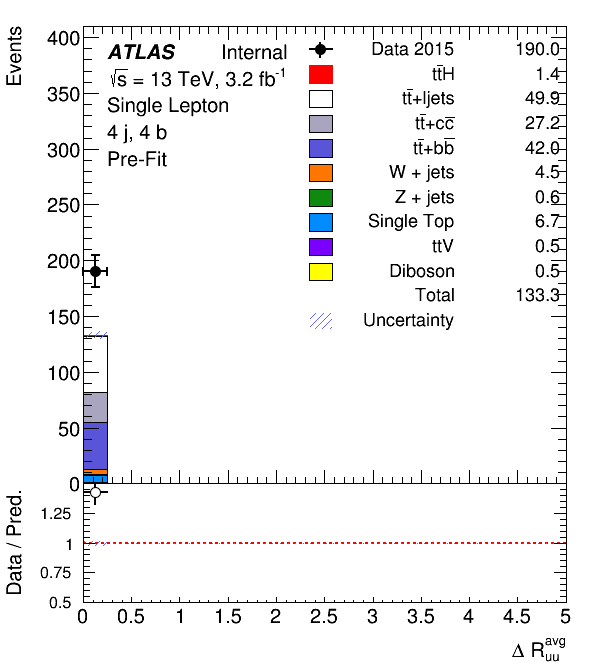 Events
400
350
300
250
200
150
100
50
0
ATLAS Internal
√s = 13 TeV, 3.2 fb⁻¹
Single Lepton
4 j, 4 b
Pre-Fit
Data 2015 190.0
tt̄H 1.4
tt̄+ljets 49.9
tt̄+cc̄ 27.2
tt̄+bb̄ 42.0
W + jets 4.5
Z + jets 0.6
Single Top 6.7
ttV 0.5
Diboson 0.5
Total 133.3
Uncertainty
Data / Pred.
1.25
1
0.75
0.5
0 0.5 1 1.5 2 2.5 3 3.5 4 4.5 5
Δ R_uu^avg